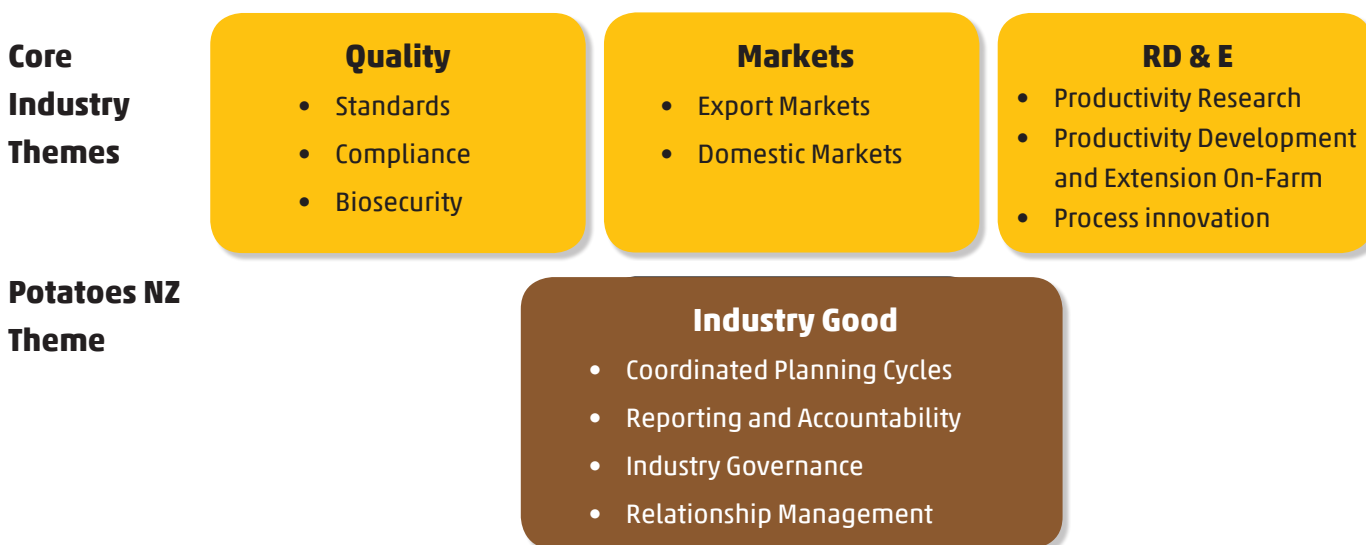 Core
Industry
Themes
Quality
• Standards
• Compliance
• Biosecurity
Markets
• Export Markets
• Domestic Markets
RD & E
• Productivity Research
• Productivity Development
and Extension On-Farm
• Process innovation
Potatoes NZ
Theme
Industry Good
• Coordinated Planning Cycles
• Reporting and Accountability
• Industry Governance
• Relationship Management